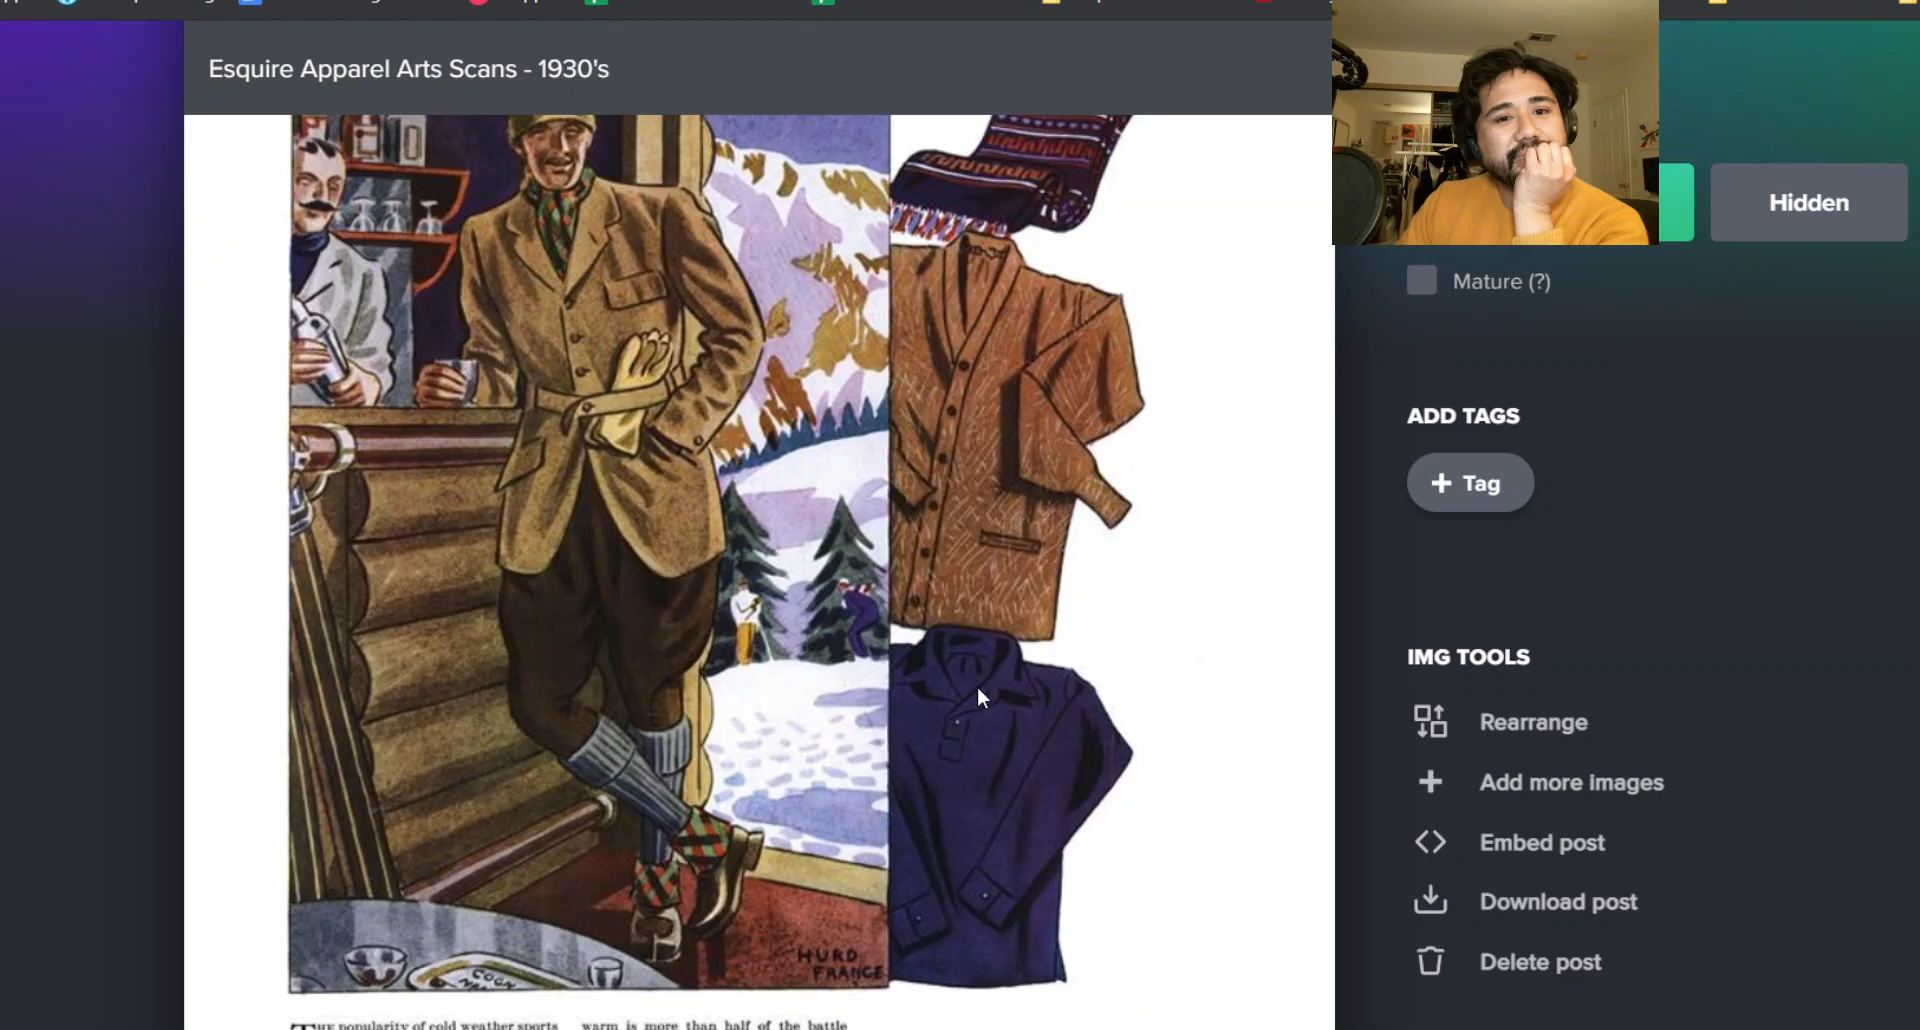 Esquire Apparel Arts Scans - 1930's
Hidden
Mature (?)
ADD TAGS
+ Tag
IMG TOOLS
Rearrange
Add more images
Embed post
Download post
Delete post
HURD
FRANCE
THE popularity of cold weather sports
warm is more than half of the battle